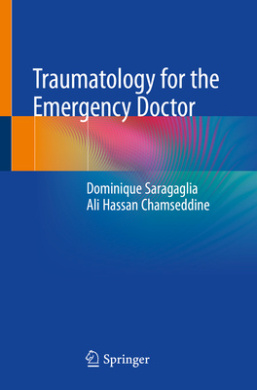 Traumatology for the
Emergency Doctor
Dominique Saragaglia
Ali Hassan Chamseddine
Springer